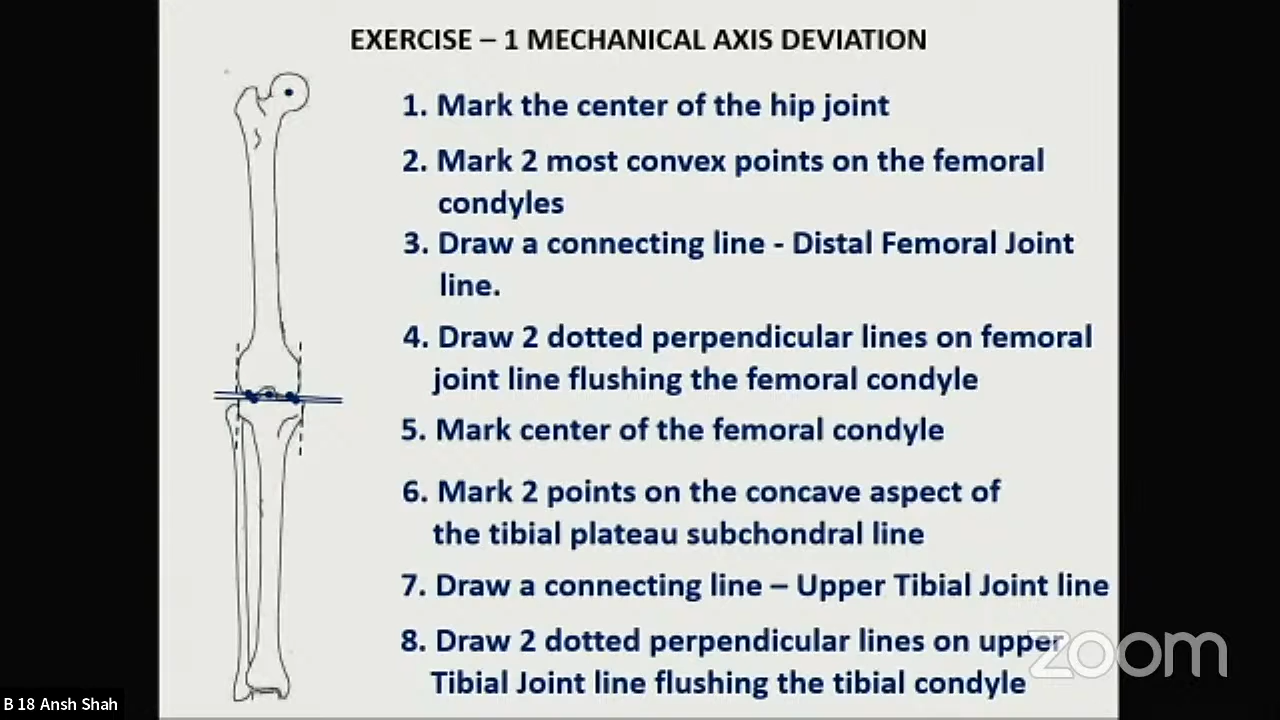 EXERCISE – 1 MECHANICAL AXIS DEVIATION
1. Mark the center of the hip joint
2. Mark 2 most convex points on the femoral
condyles
3. Draw a connecting line - Distal Femoral Joint
line.
4. Draw 2 dotted perpendicular lines on femoral
joint line flushing the femoral condyle
5. Mark center of the femoral condyle
6. Mark 2 points on the concave aspect of
the tibial plateau subchondral line
7. Draw a connecting line – Upper Tibial Joint line
8. Draw 2 dotted perpendicular lines on upper
Tibial Joint line flushing the tibial condyle
zoom
B 18 Ansh Shah